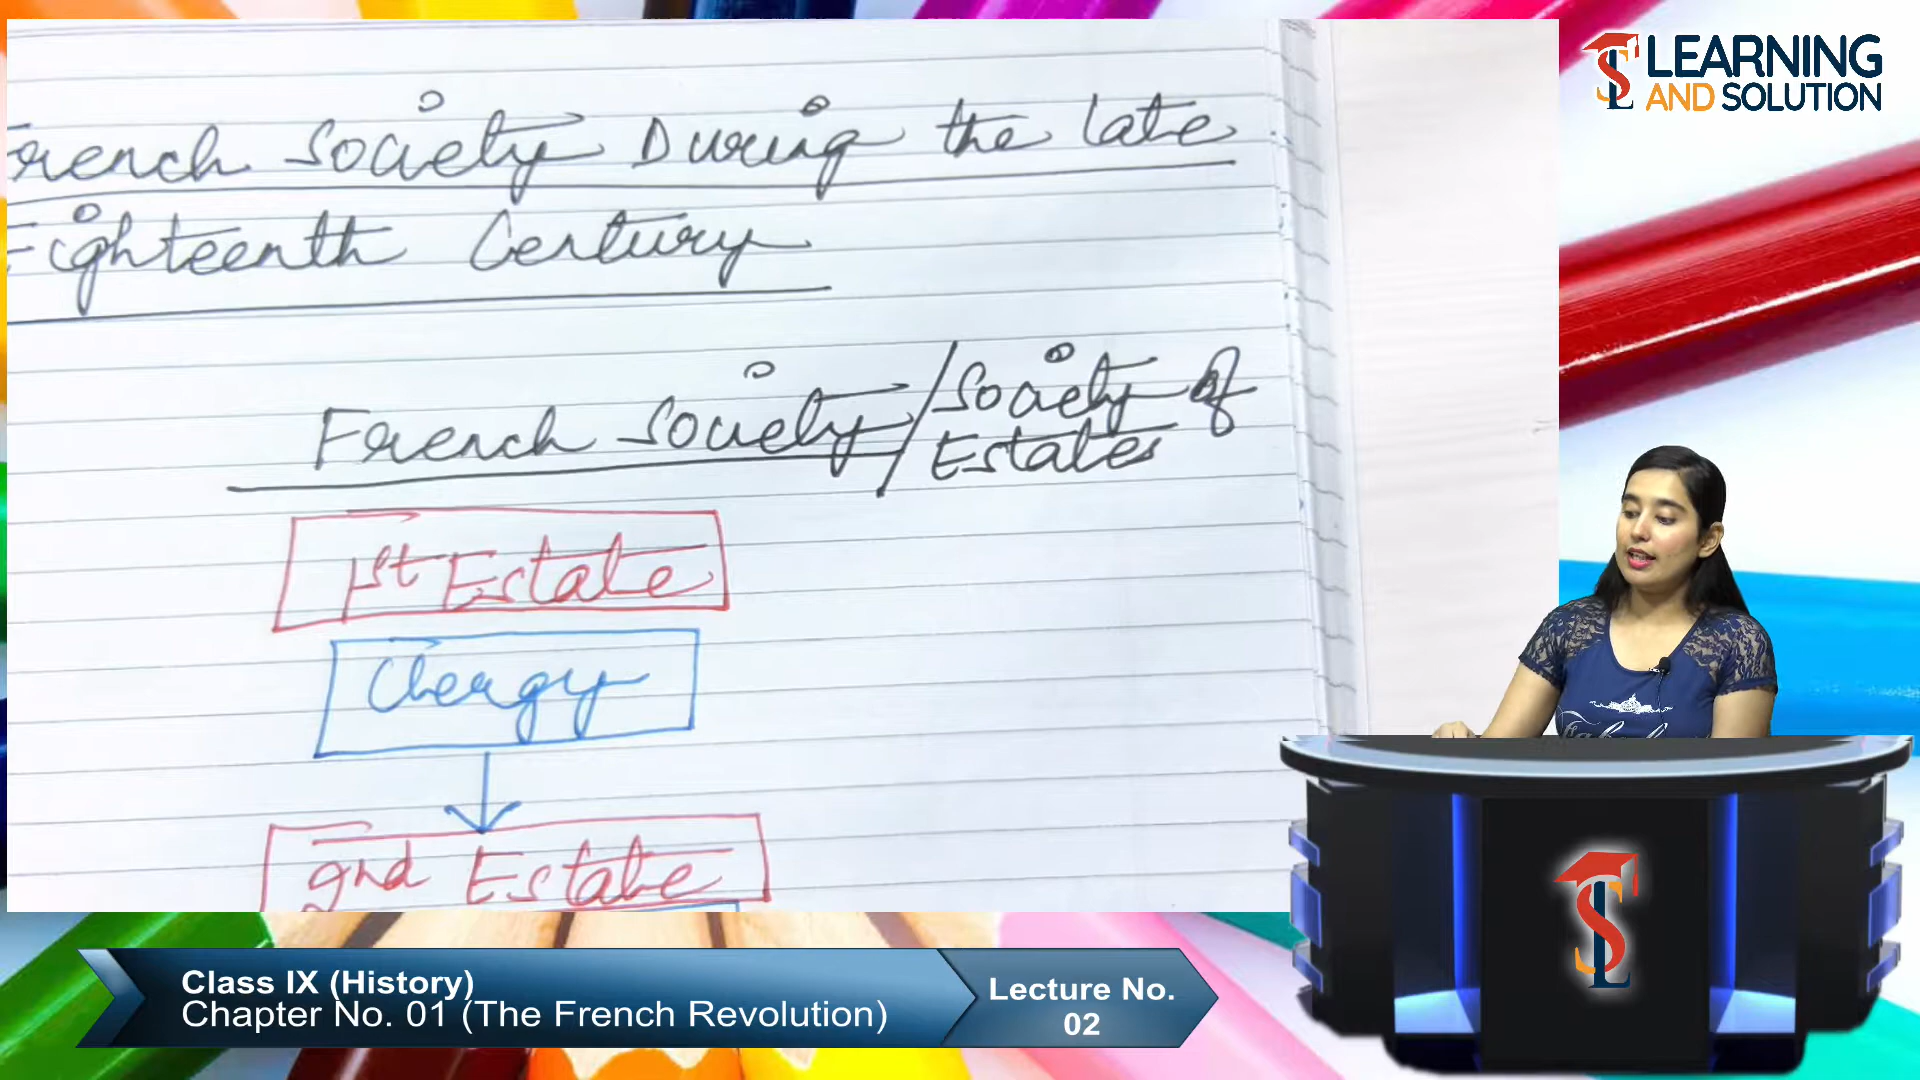 rench Society During the late
Eighteenth Century
French Society/Society of
Estates
1st Estate
Clergy
2nd Estate
LEARNING
AND SOLUTION
Class IX (History)
Chapter No. 01 (The French Revolution)
Lecture No.
02